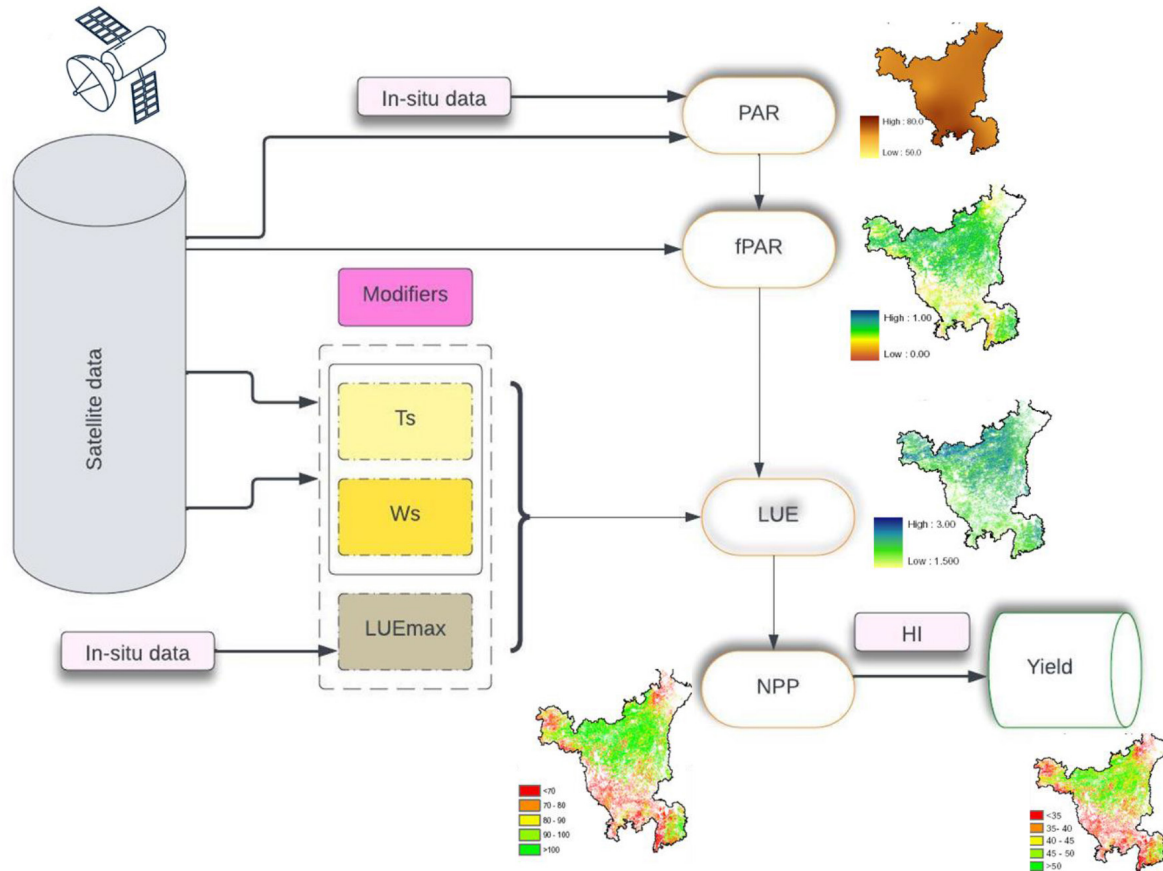 In-situ data
PAR
High : 80.0
Low : 50.0
fPAR
High : 1.00
Low : 0.00
Satellite data
Modifiers
Ts
Ws
LUEmax
In-situ data
LUE
High : 3.00
Low : 1.500
HI
NPP
Yield
<70
70 - 80
80 - 90
90 - 100
>100
<35
35- 40
40 - 45
45 - 50
>50